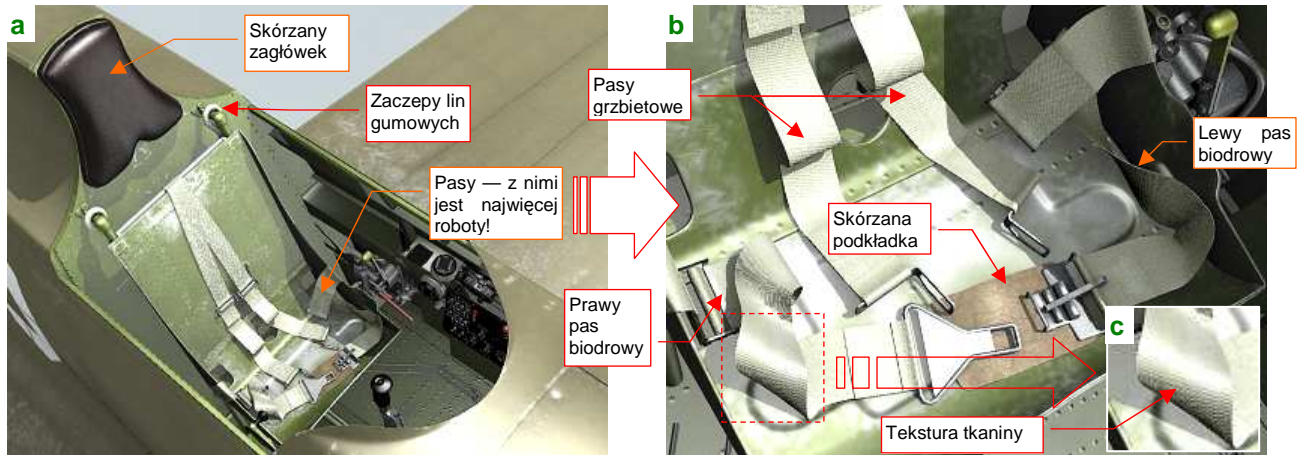 a
Skórzany
zagłówek
Zaczepy lin
gumowych
Pasy — z nimi
jest najwięcej
roboty!
b
Pasy
grzbietowe
Lewy pas
biodrowy
Skórzana
podkładka
Prawy
pas
biodrowy
c
Tekstura tkaniny